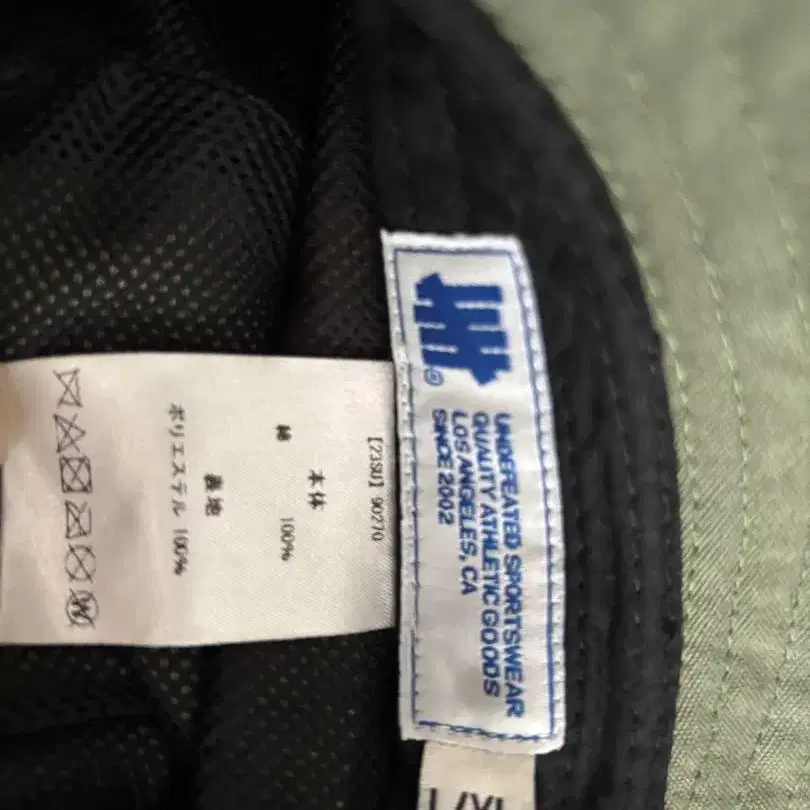 ®
UNDEFEATED SPORTSWEAR
QUALITY ATHLETIC GOODS
LOS ANGELES, CA
SINCE 2002
L/XL
【23SU】90270
本体
綿 100%
裏地
ポリエステル 100%